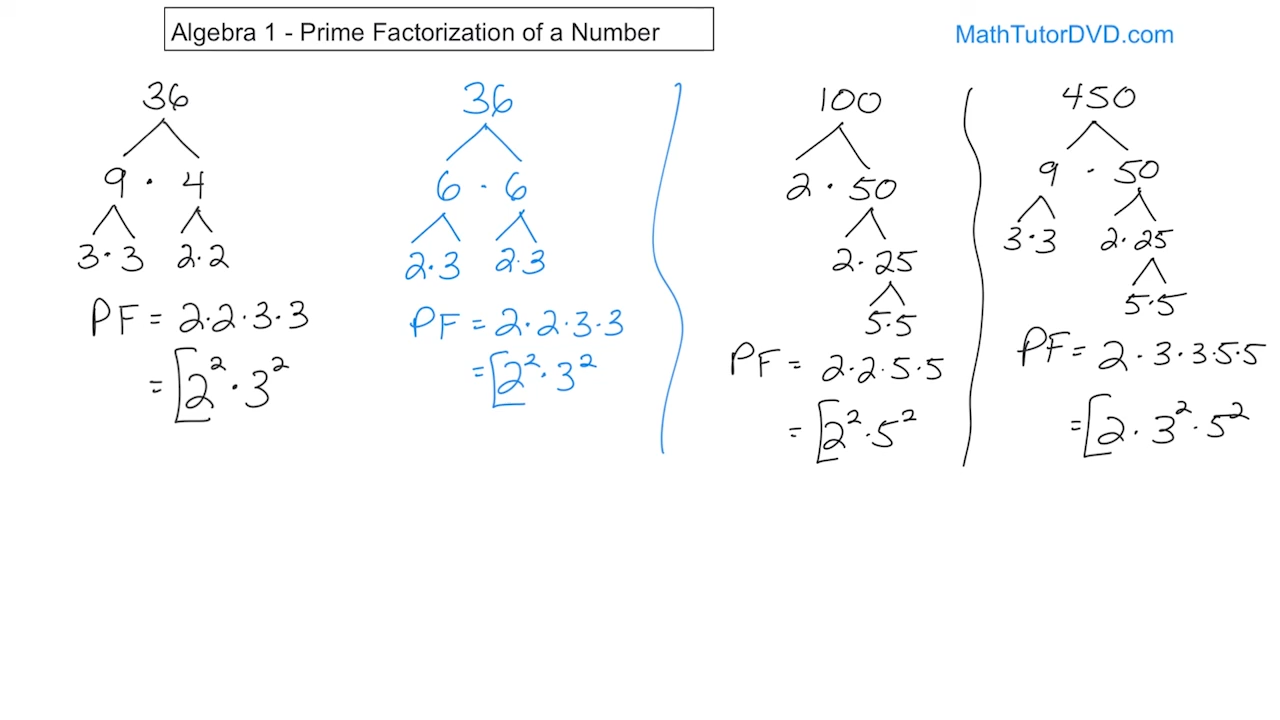 Algebra 1 - Prime Factorization of a Number
MathTutorDVD.com
36
9 · 4
3 · 3 2 · 2
PF = 2 · 2 · 3 · 3
= [2² · 3²
36
6 · 6
2 · 3 2 · 3
PF = 2 · 2 · 3 · 3
= [2² · 3²
100
2 · 50
2 · 25
5 · 5
PF = 2 · 2 · 5 · 5
= [2² · 5²
450
9 · 50
3 · 3 2 · 25
5 · 5
PF = 2 · 3 · 3 · 5 · 5
= [2 · 3² · 5²